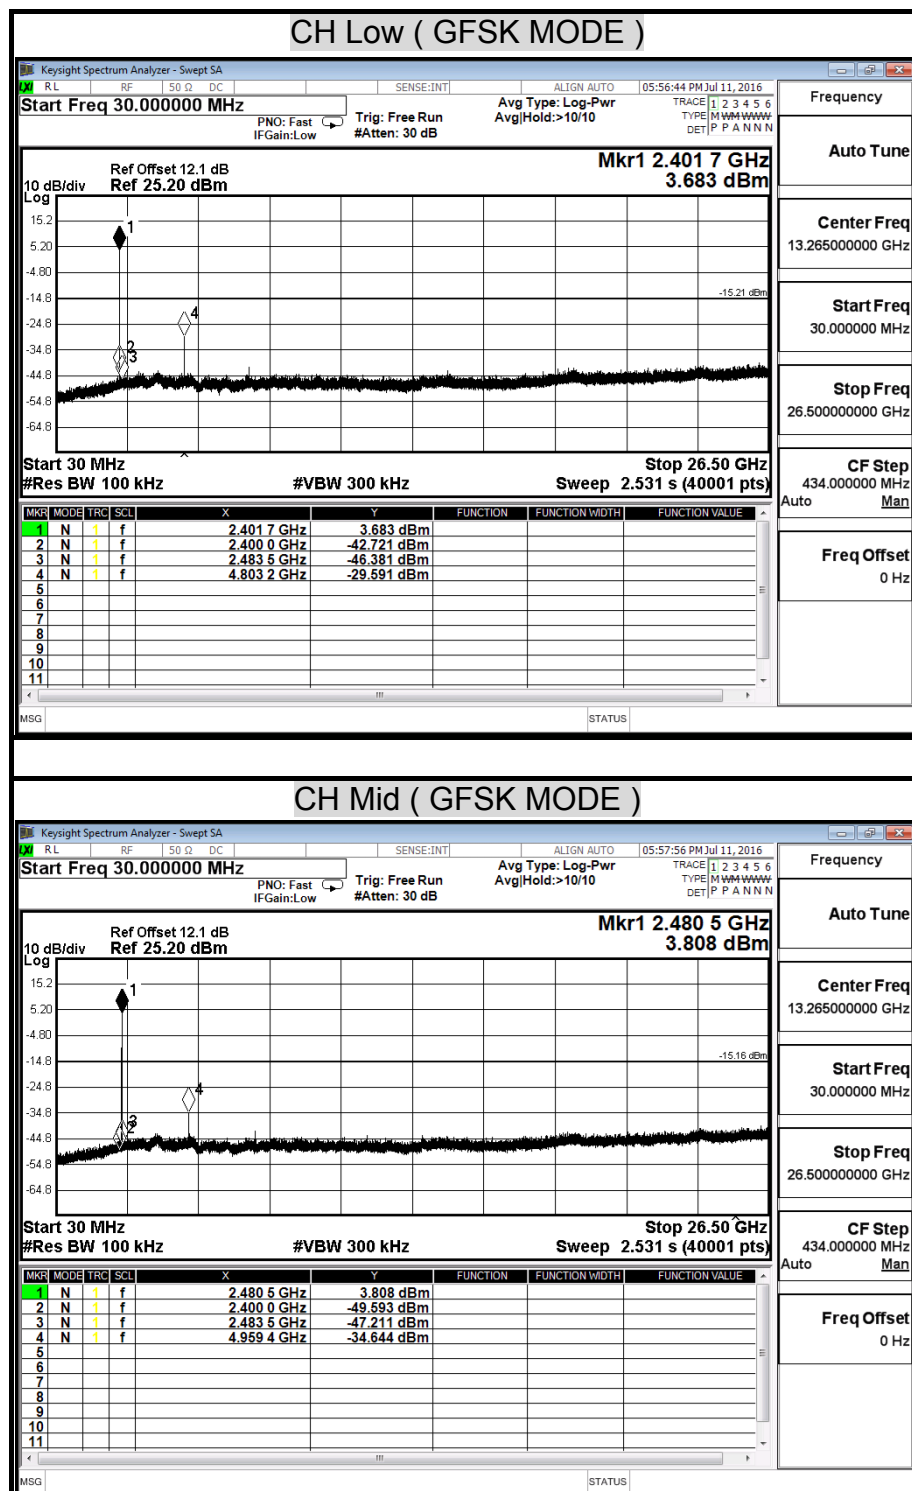 CH Low ( GFSK MODE )
Keysight Spectrum Analyzer - Swept SA
LXI RL RF 50 Ω DC SENSE:INT ALIGN AUTO 05:56:44 PM Jul 11, 2016
Start Freq 30.000000 MHz
PNO: Fast
IFGain:Low
Trig: Free Run
#Atten: 30 dB
Avg Type: Log-Pwr
Avg|Hold:>10/10
TRACE 1 2 3 4 5 6
TYPE M WM WWWW
DET P P A N N N
Frequency
Auto Tune
Center Freq
13.265000000 GHz
Start Freq
30.000000 MHz
Stop Freq
26.500000000 GHz
CF Step
434.000000 MHz
Auto Man
Freq Offset
0 Hz
Ref Offset 12.1 dB
10 dB/div Ref 25.20 dBm
Log
Mkr1 2.401 7 GHz
3.683 dBm
15.2
5.20
-4.80
-14.8
-24.8
-34.8
-44.8
-54.8
-64.8
1
2
3
4
-15.21 dBm
Start 30 MHz Stop 26.50 GHz
#Res BW 100 kHz #VBW 300 kHz Sweep 2.531 s (40001 pts)
MKR MODE TRC SCL X Y FUNCTION FUNCTION WIDTH FUNCTION VALUE
1 N 1 f 2.401 7 GHz 3.683 dBm
2 N 1 f 2.400 0 GHz -42.721 dBm
3 N 1 f 2.483 5 GHz -46.381 dBm
4 N 1 f 4.803 2 GHz -29.591 dBm
5
6
7
8
9
10
11
MSG STATUS
CH Mid ( GFSK MODE )
Keysight Spectrum Analyzer - Swept SA
LXI RL RF 50 Ω DC SENSE:INT ALIGN AUTO 05:57:56 PM Jul 11, 2016
Start Freq 30.000000 MHz
PNO: Fast
IFGain:Low
Trig: Free Run
#Atten: 30 dB
Avg Type: Log-Pwr
Avg|Hold:>10/10
TRACE 1 2 3 4 5 6
TYPE M WM WWWW
DET P P A N N N
Frequency
Auto Tune
Center Freq
13.265000000 GHz
Start Freq
30.000000 MHz
Stop Freq
26.500000000 GHz
CF Step
434.000000 MHz
Auto Man
Freq Offset
0 Hz
Ref Offset 12.1 dB
10 dB/div Ref 25.20 dBm
Log
Mkr1 2.480 5 GHz
3.808 dBm
15.2
5.20
-4.80
-14.8
-24.8
-34.8
-44.8
-54.8
-64.8
1
2
3
4
-15.16 dBm
Start 30 MHz Stop 26.50 GHz
#Res BW 100 kHz #VBW 300 kHz Sweep 2.531 s (40001 pts)
MKR MODE TRC SCL X Y FUNCTION FUNCTION WIDTH FUNCTION VALUE
1 N 1 f 2.480 5 GHz 3.808 dBm
2 N 1 f 2.400 0 GHz -49.593 dBm
3 N 1 f 2.483 5 GHz -47.211 dBm
4 N 1 f 4.959 4 GHz -34.644 dBm
5
6
7
8
9
10
11
MSG STATUS